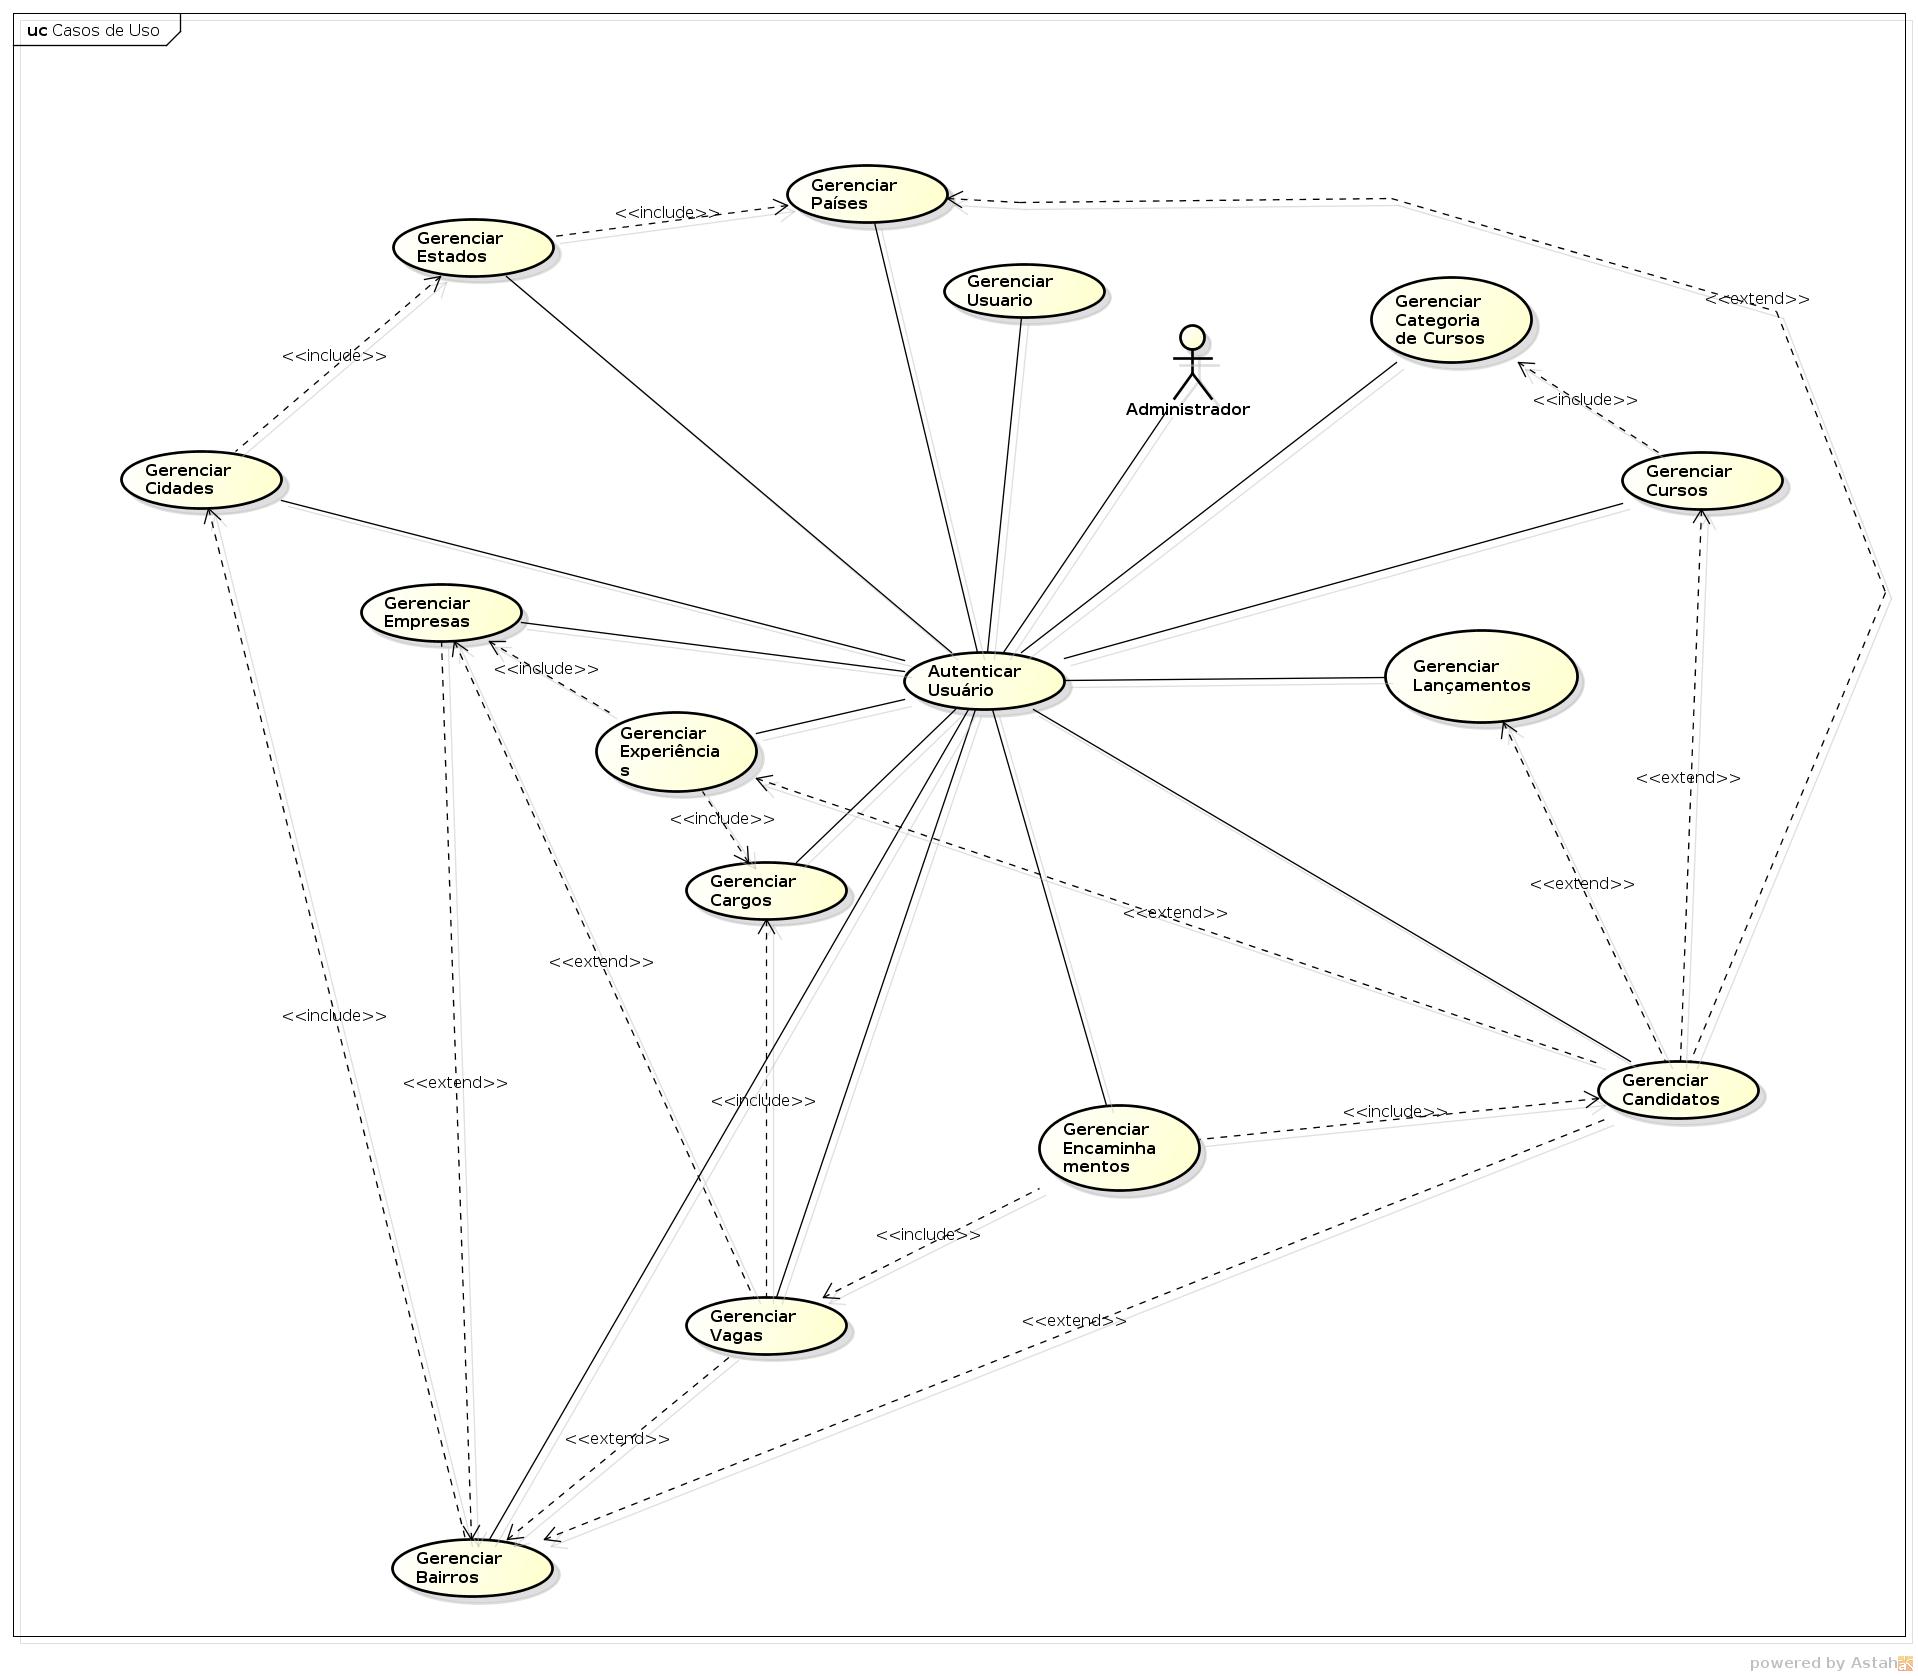 uc Casos de Uso
Gerenciar
Países
<<include>>
Gerenciar
Estados
Gerenciar
Usuario
<<extend>>
Gerenciar
Categoria
de Cursos
<<include>>
Administrador
<<include>>
Gerenciar
Cidades
Gerenciar
Cursos
Gerenciar
Empresas
<<include>>
Autenticar
Usuário
Gerenciar
Lançamentos
Gerenciar
Experiência
s
<<extend>>
<<include>>
Gerenciar
Cargos
<<extend>>
<<extend>>
<<extend>>
<<include>>
<<extend>>
<<include>>
Gerenciar
Candidatos
<<include>>
Gerenciar
Encaminha
mentos
<<include>>
Gerenciar
Vagas
<<extend>>
<<extend>>
Gerenciar
Bairros
powered by Astah